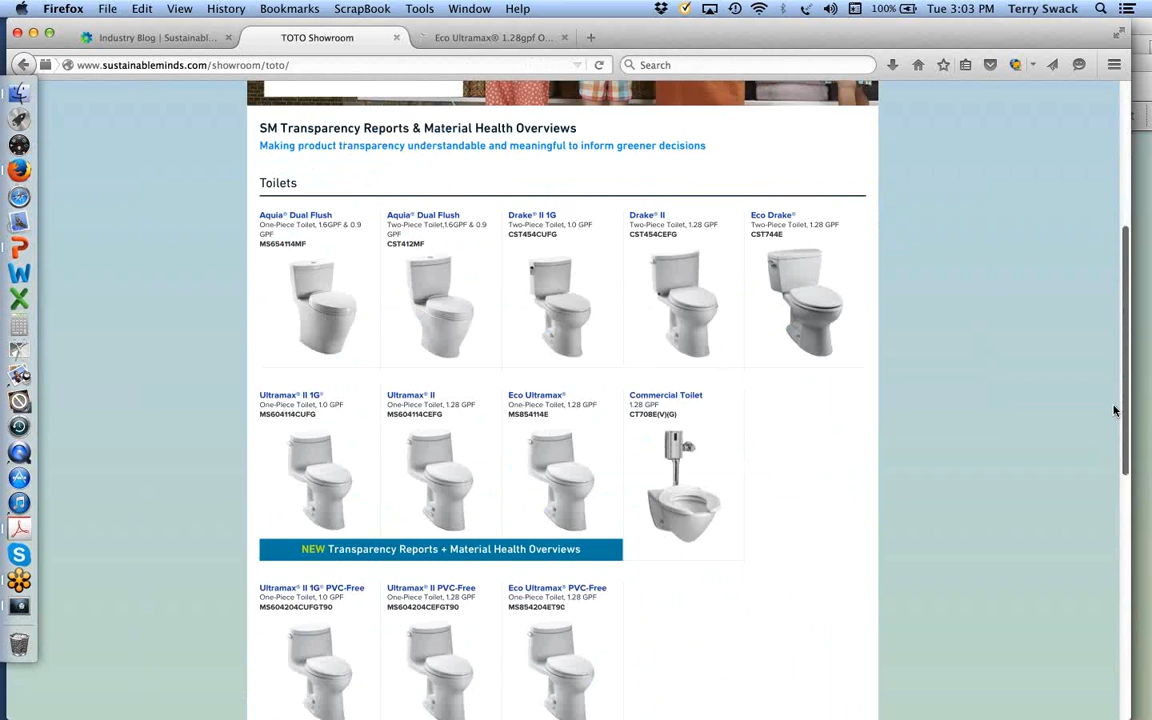 Firefox File Edit View History Bookmarks ScrapBook Tools Window Help 100% Tue 3:03 PM Terry Swack
Industry Blog | Sustainabl... TOTO Showroom Eco Ultramax® 1.28gpf O...
www.sustainableminds.com/showroom/toto/ Search
SM Transparency Reports & Material Health Overviews
Making product transparency understandable and meaningful to inform greener decisions
Toilets
Aquia® Dual Flush
One-Piece Toilet, 1.6GPF & 0.9
GPF
MS654114MF
Aquia® Dual Flush
Two-Piece Toilet,1.6GPF & 0.9
GPF
CST412MF
Drake® II 1G
Two-Piece Toilet, 1.0 GPF
CST454CUFG
Drake® II
Two-Piece Toilet, 1.28 GPF
CST454CEFG
Eco Drake®
Two-Piece Toilet, 1.28 GPF
CST744E
Ultramax® II 1G®
One-Piece Toilet, 1.0 GPF
MS604114CUFG
Ultramax® II
One-Piece Toilet, 1.28 GPF
MS604114CEFG
Eco Ultramax®
One-Piece Toilet, 1.28 GPF
MS854114E
Commercial Toilet
1.28 GPF
CT708E(V)(G)
NEW Transparency Reports + Material Health Overviews
Ultramax® II 1G® PVC-Free
One-Piece Toilet, 1.0 GPF
MS604204CUFGT90
Ultramax® II PVC-Free
One-Piece Toilet, 1.28 GPF
MS604204CEFGT90
Eco Ultramax® PVC-Free
One-Piece Toilet, 1.28 GPF
MS854204ET90